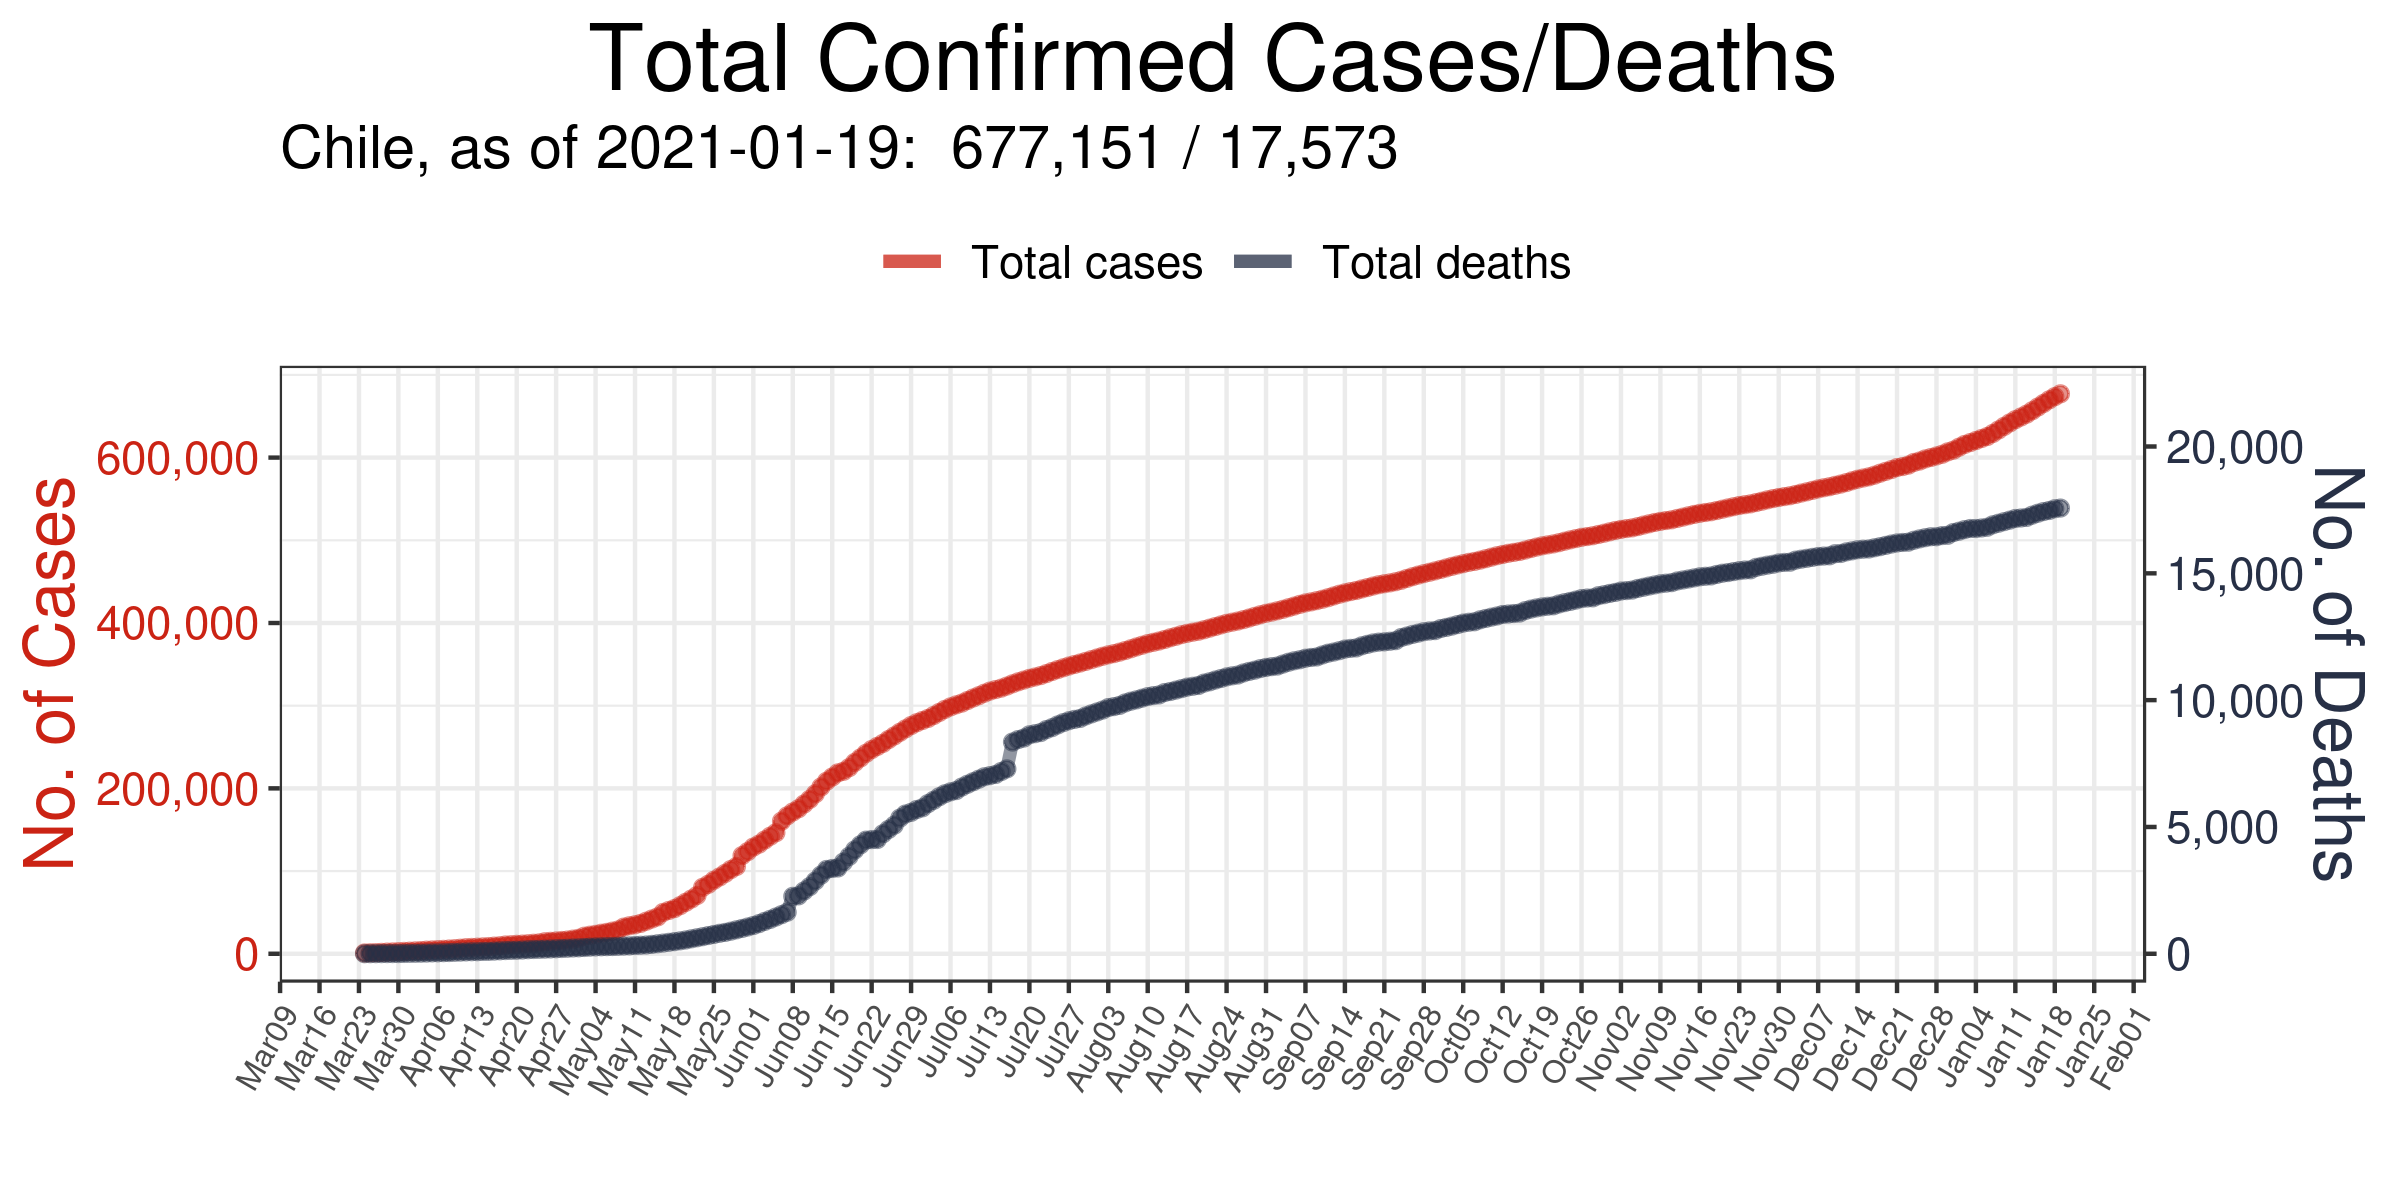 Total Confirmed Cases/Deaths
Chile, as of 2021-01-19:  677,151 / 17,573
Total cases
Total deaths
No. of Cases
600,000
400,000
200,000
0
20,000
15,000
10,000
5,000
0
No. of Deaths
Mar09
Mar16
Mar23
Mar30
Apr06
Apr13
Apr20
Apr27
May04
May11
May18
May25
Jun01
Jun08
Jun15
Jun22
Jun29
Jul06
Jul13
Jul20
Jul27
Aug03
Aug10
Aug17
Aug24
Aug31
Sep07
Sep14
Sep21
Sep28
Oct05
Oct12
Oct19
Oct26
Nov02
Nov09
Nov16
Nov23
Nov30
Dec07
Dec14
Dec21
Dec28
Jan04
Jan11
Jan18
Jan25
Feb01